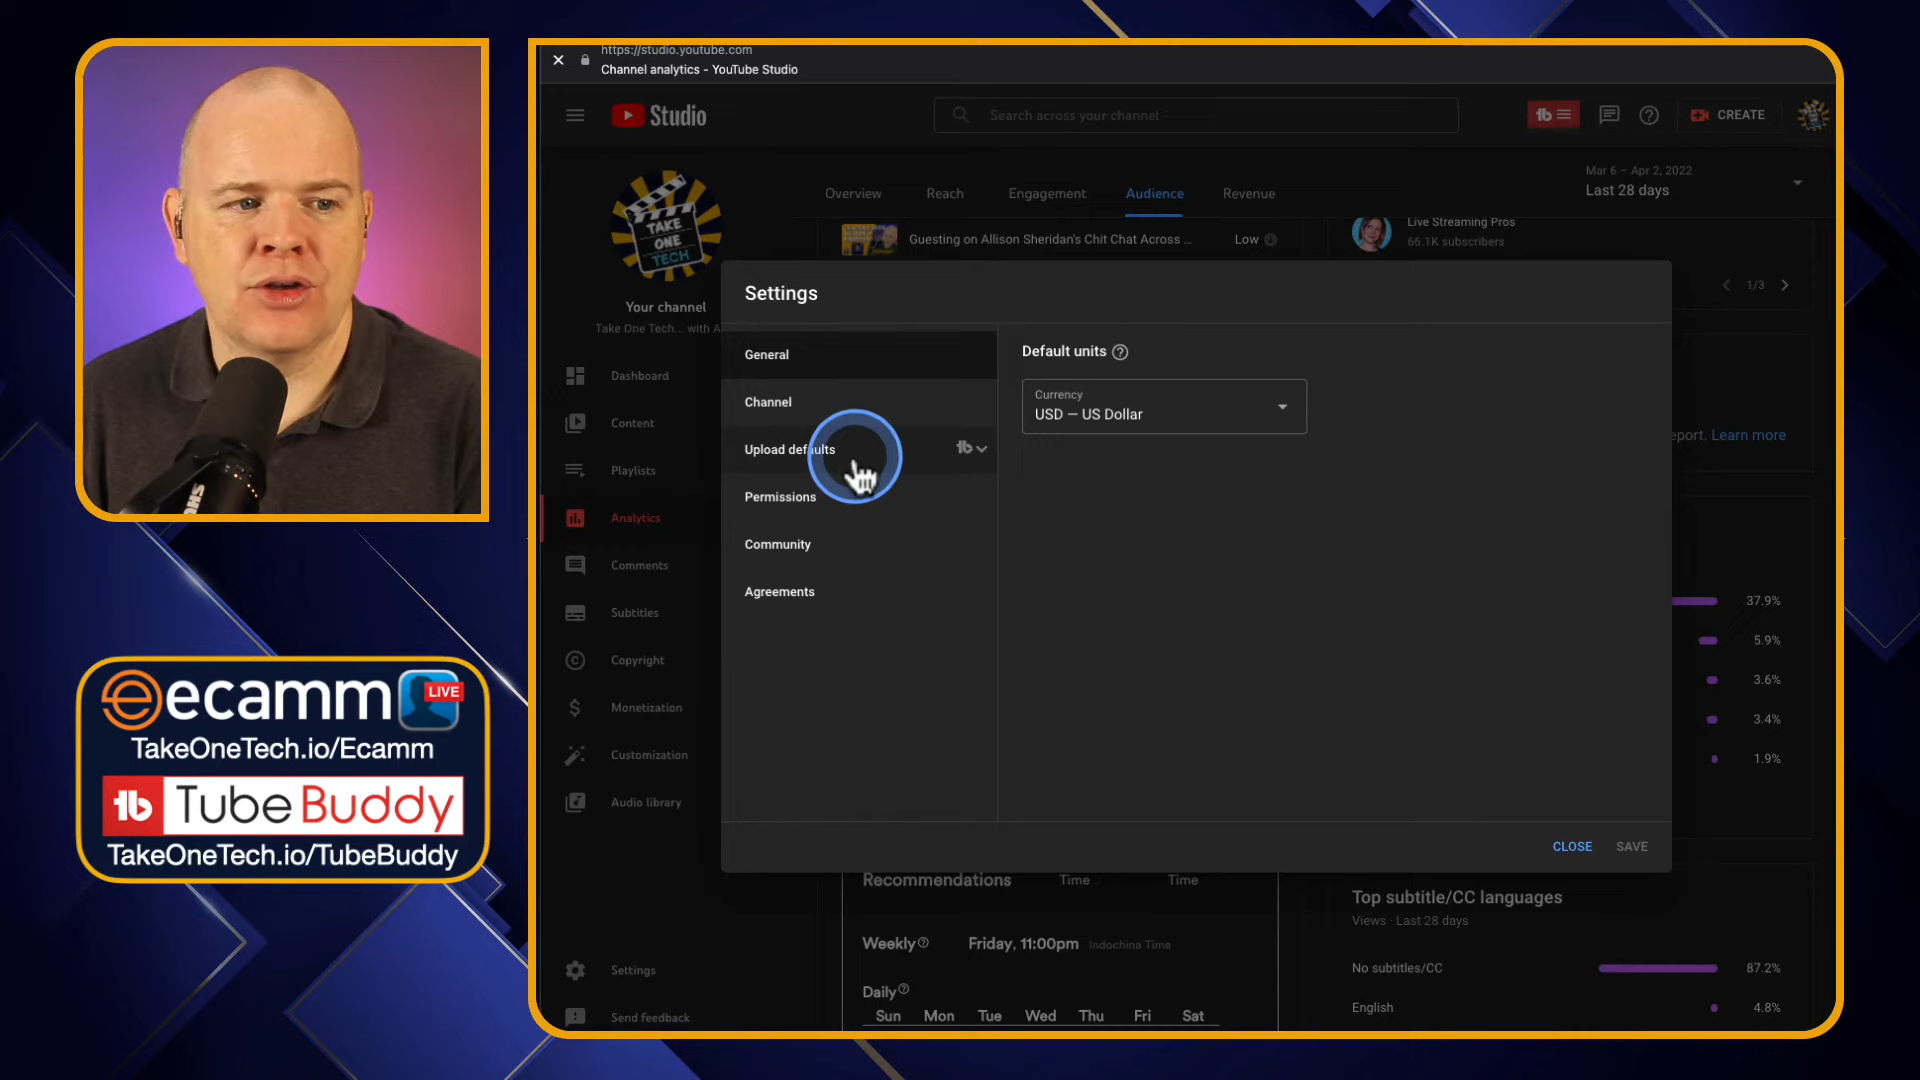 https://studio.youtube.com
Channel analytics - YouTube Studio
Studio
Search across your channel
CREATE
TAKE
ONE
TECH
Your channel
Take One Tech... with A
Dashboard
Content
Playlists
Analytics
Comments
Subtitles
Copyright
Monetization
Customization
Audio library
Settings
Send feedback
Overview
Reach
Engagement
Audience
Revenue
Mar 6 – Apr 2, 2022
Last 28 days
Guesting on Allison Sheridan's Chit Chat Across ...
Low
Live Streaming Pros
66.1K subscribers
1/3
Settings
General
Channel
Upload defaults
Permissions
Community
Agreements
Default units
Currency
USD — US Dollar
CLOSE
SAVE
eport. Learn more
37.9%
5.9%
3.6%
3.4%
1.9%
Recommendations
Time
Time
Weekly
Friday, 11:00pm
Indochina Time
Daily
Sun Mon Tue Wed Thu Fri Sat
Top subtitle/CC languages
Views · Last 28 days
No subtitles/CC
87.2%
English
4.8%
ecamm LIVE
TakeOneTech.io/Ecamm
tb TubeBuddy
TakeOneTech.io/TubeBuddy